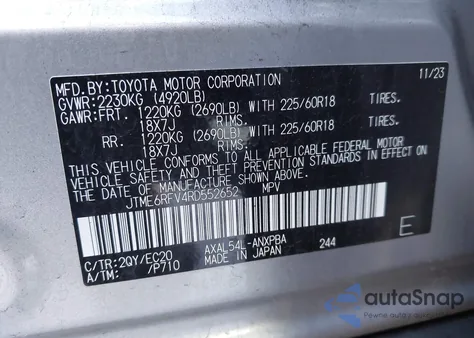 MFD.BY:TOYOTA MOTOR CORPORATION 11/23
GVWR:2230KG (4920LB)
GAWR:FRT. 1220KG (2690LB) WITH 225/60R18 TIRES.
18X7J RIMS.
RR. 1220KG (2690LB) WITH 225/60R18 TIRES.
18X7J RIMS.
THIS VEHICLE CONFORMS TO ALL APPLICABLE FEDERAL MOTOR
VEHICLE SAFETY AND THEFT PREVENTION STANDARDS IN EFFECT
ON THE DATE OF MANUFACTURE SHOWN ABOVE.
JTME6RFV4RD552652 MPV
C/TR:2QY/EC20 AXAL54L-ANXPBA 244 E
A/TM: /P710 MADE IN JAPAN
autoSnap
Pewne auto z